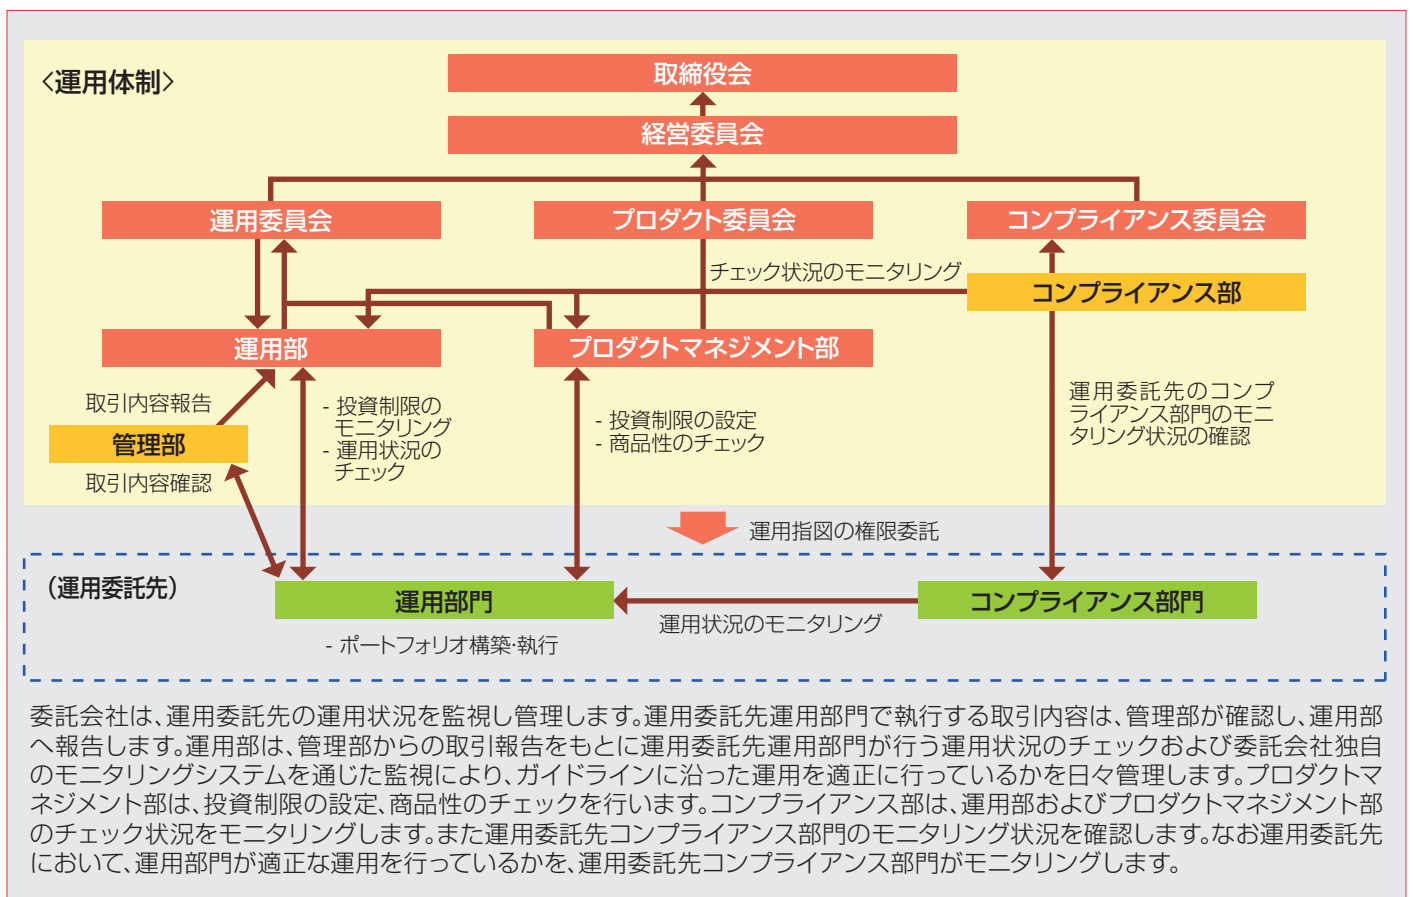 〈運用体制〉
取締役会
経営委員会
運用委員会
プロダクト委員会
コンプライアンス委員会
チェック状況のモニタリング
コンプライアンス部
運用部
プロダクトマネジメント部
取引内容報告
管理部
取引内容確認
- 投資制限の
モニタリング
- 運用状況の
チェック
- 投資制限の設定
- 商品性のチェック
運用委託先のコンプ
ライアンス部門のモニ
タリング状況の確認
運用指図の権限委託
（運用委託先）
運用部門
コンプライアンス部門
運用状況のモニタリング
- ポートフォリオ構築・執行
委託会社は、運用委託先の運用状況を監視し管理します。運用委託先運用部門で執行する取引内容は、管理部が確認し、運用部
へ報告します。運用部は、管理部からの取引報告をもとに運用委託先運用部門が行う運用状況のチェックおよび委託会社独自
のモニタリングシステムを通じた監視により、ガイドラインに沿った運用を適正に行っているかを日々管理します。プロダクトマ
ネジメント部は、投資制限の設定、商品性のチェックを行います。コンプライアンス部は、運用部およびプロダクトマネジメント部
のチェック状況をモニタリングします。また運用委託先コンプライアンス部門のモニタリング状況を確認します。なお運用委託先
において、運用部門が適正な運用を行っているかを、運用委託先コンプライアンス部門がモニタリングします。